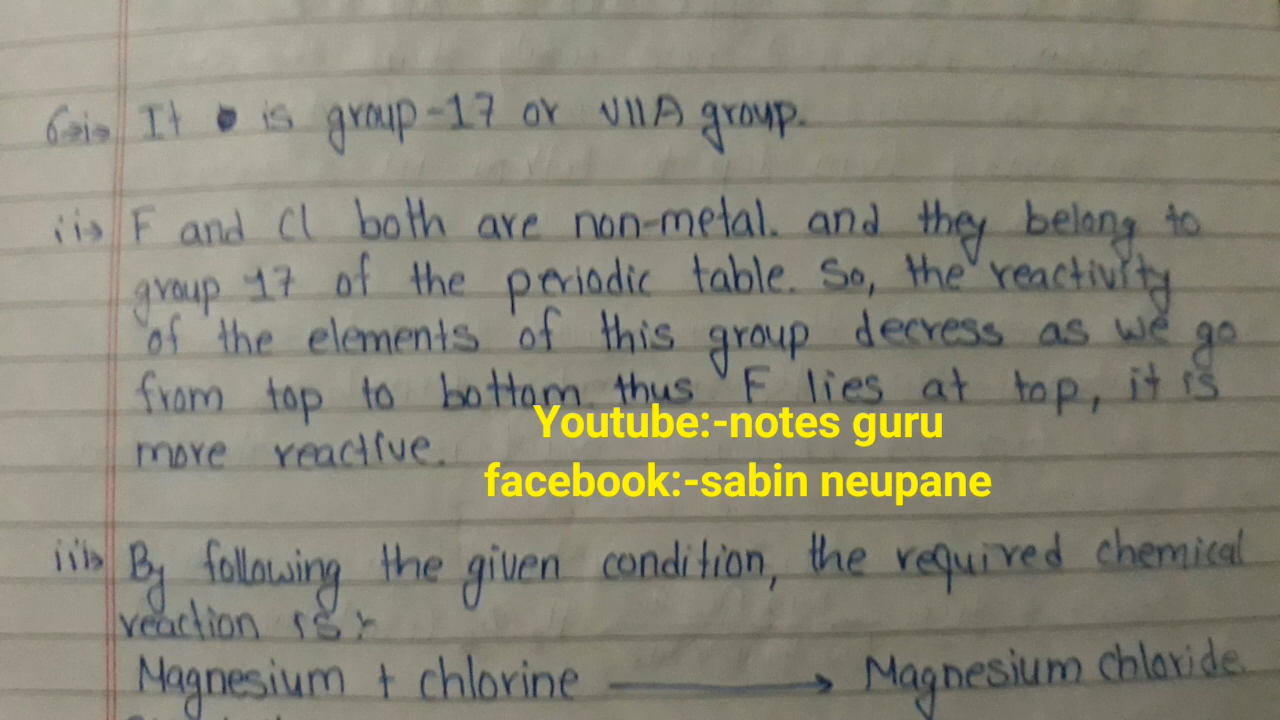 6→i→ It is group-17 or VIIA group.
ii→ F and Cl both are non-metal. and they belong to
group 17 of the periodic table. So, the reactivity
of the elements of this group decress as we go
from top to bottom. thus F lies at top, it is
more reactive.
Youtube:-notes guru
facebook:-sabin neupane
iii→ By following the given condition, the required chemical
reaction is:-
Magnesium + chlorine ⟶ Magnesium chloride.